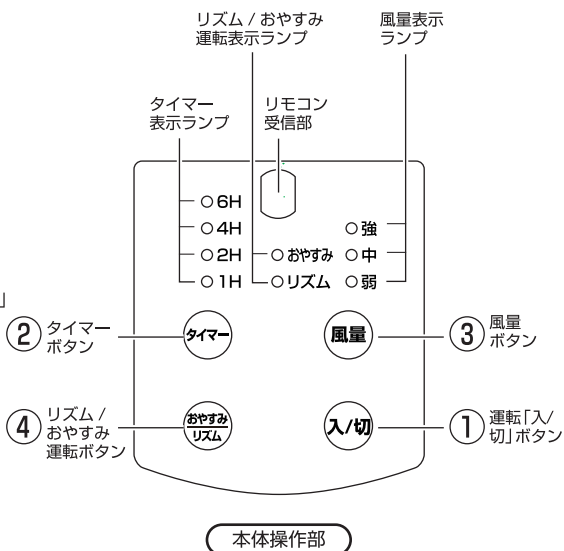 リズム / おやすみ
運転表示ランプ
風量表示
ランプ
タイマー
表示ランプ
リモコン
受信部
6H
4H
強
2H
おやすみ
中
1H
リズム
弱
」
② タイマー
ボタン
タイマー
風量
③ 風量
ボタン
④ リズム /
おやすみ
運転ボタン
おやすみ
リズム
入/切
① 運転「入/
切」ボタン
本体操作部